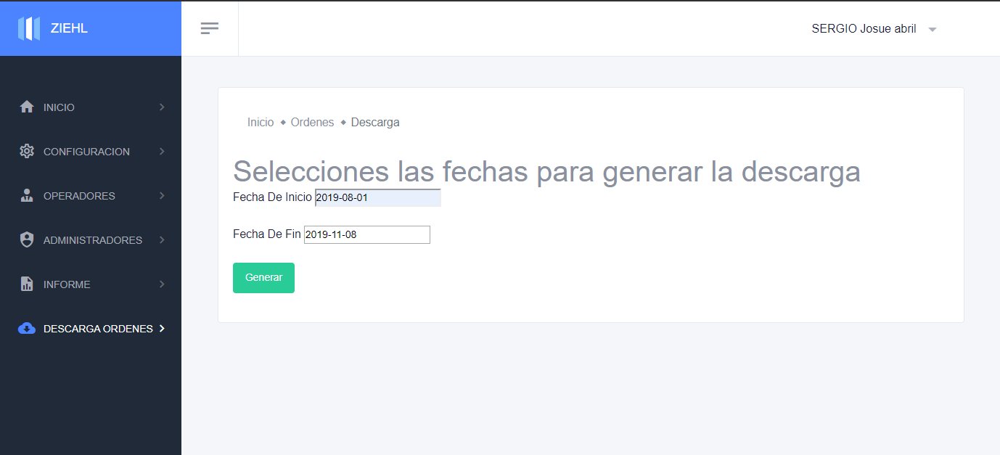 ZIEHL
SERGIO Josue abril
INICIO
CONFIGURACION
OPERADORES
ADMINISTRADORES
INFORME
DESCARGA ORDENES
Inicio ◆ Ordenes ◆ Descarga
Selecciones las fechas para generar la descarga
Fecha De Inicio 2019-08-01
Fecha De Fin 2019-11-08
Generar